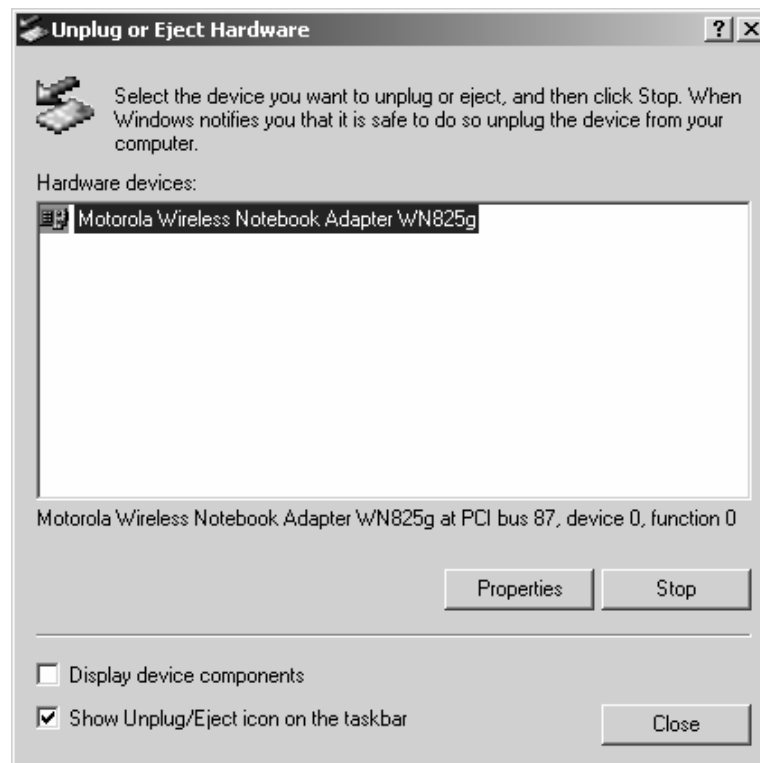 Unplug or Eject Hardware
Select the device you want to unplug or eject, and then click Stop. When
Windows notifies you that it is safe to do so unplug the device from your
computer.
Hardware devices:
Motorola Wireless Notebook Adapter WN825g
Motorola Wireless Notebook Adapter WN825g at PCI bus 87, device 0, function 0
Properties
Stop
Display device components
Show Unplug/Eject icon on the taskbar
Close